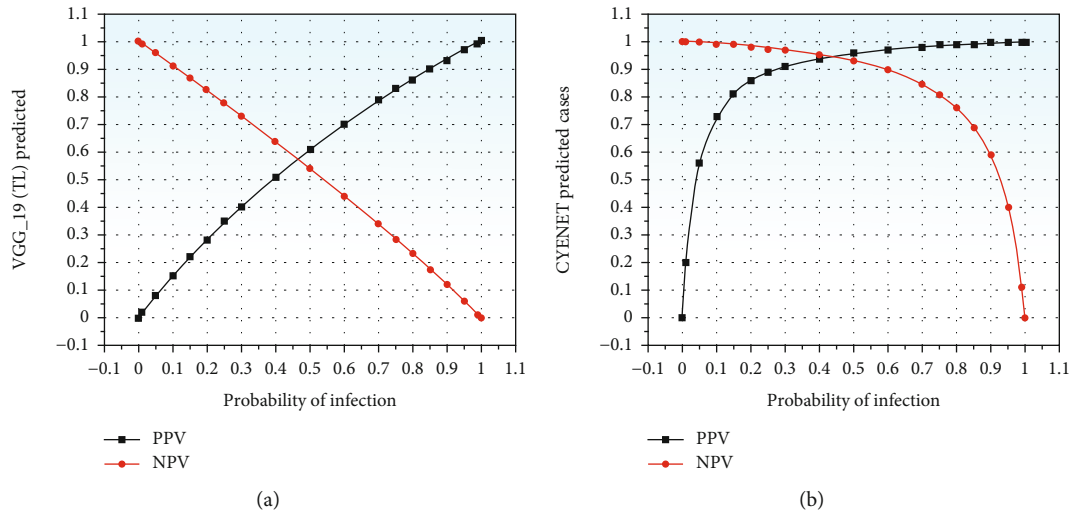 1.1
1
0.9
0.8
0.7
0.6
0.5
0.4
0.3
0.2
0.1
0
−0.1
VGG_19 (TL) predicted
−0.1 0 0.1 0.2 0.3 0.4 0.5 0.6 0.7 0.8 0.9 1 1.1
Probability of infection
PPV
NPV
(a)
1.1
1
0.9
0.8
0.7
0.6
0.5
0.4
0.3
0.2
0.1
0
−0.1
CYENET predicted cases
−0.1 0 0.1 0.2 0.3 0.4 0.5 0.6 0.7 0.8 0.9 1 1.1
Probability of infection
PPV
NPV
(b)